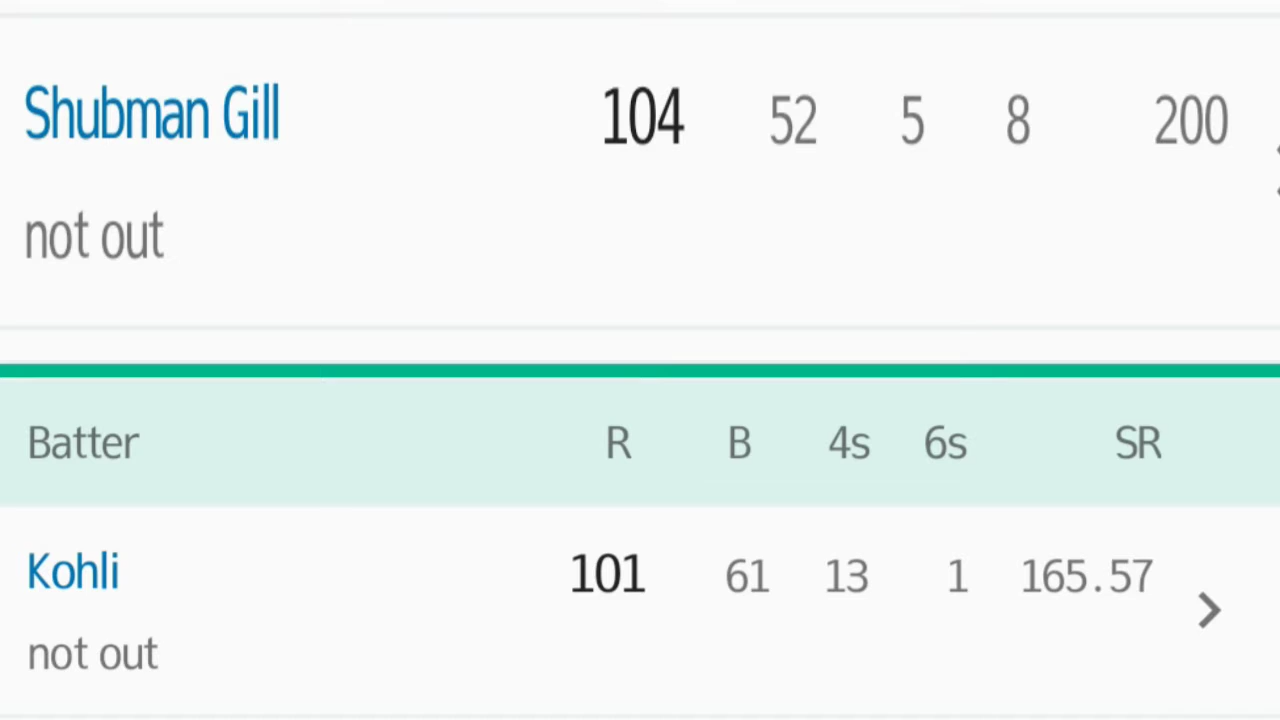 Shubman Gill 104 52 5 8 200
not out
Batter R B 4s 6s SR
Kohli 101 61 13 1 165.57
not out